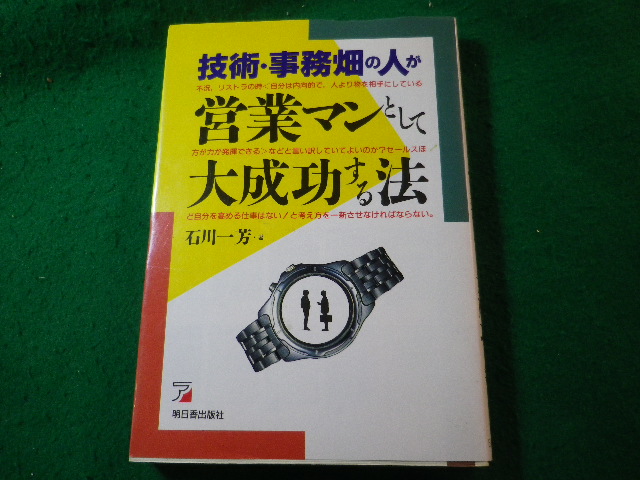 技術・事務畑の人が
不況、リストラの時に自分は内向的で、人より物を相手にしている
営業マンとして
方が力が発揮できる♪などと言い訳していてよいのか？セールスほ
大成功する法
ど自分を高める仕事はない！と考え方を一新させなければならない。
石川一芳・著
ア
明日香出版社